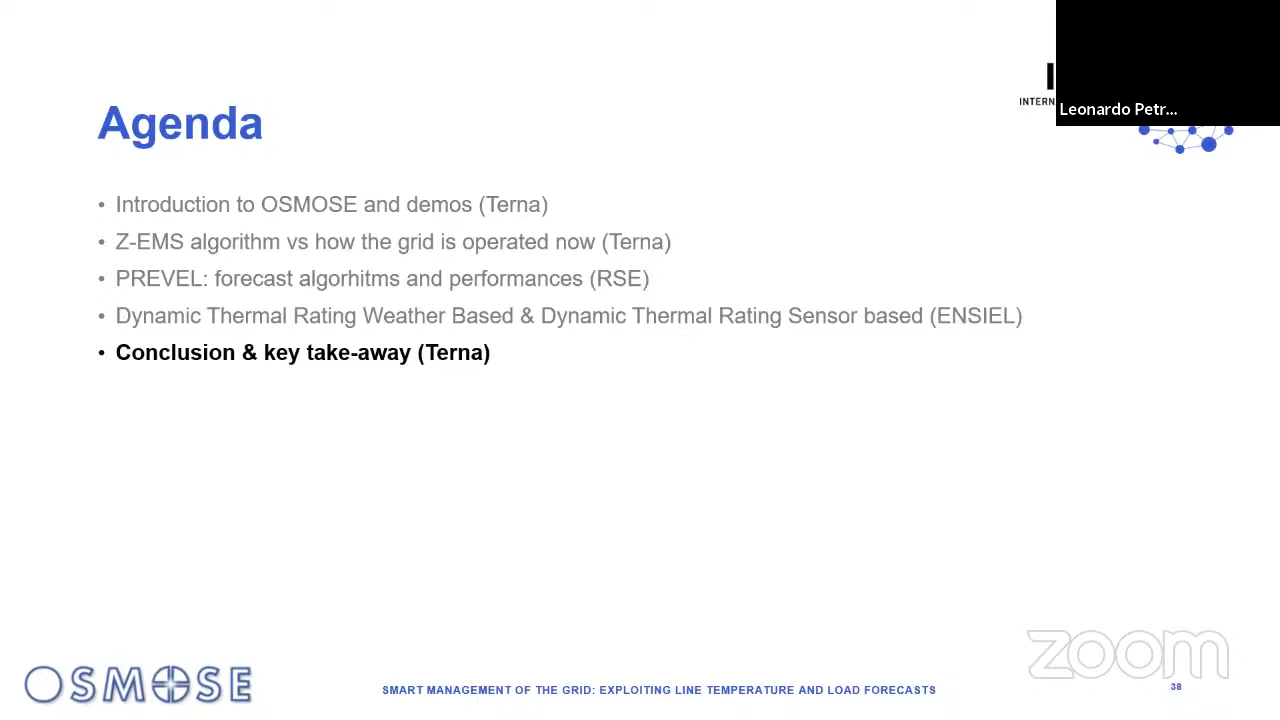 INTERN
Leonardo Petr...
Agenda
• Introduction to OSMOSE and demos (Terna)
• Z-EMS algorithm vs how the grid is operated now (Terna)
• PREVEL: forecast algorhitms and performances (RSE)
• Dynamic Thermal Rating Weather Based & Dynamic Thermal Rating Sensor based (ENSIEL)
• Conclusion & key take-away (Terna)
zoom
OSMOSE
SMART MANAGEMENT OF THE GRID: EXPLOITING LINE TEMPERATURE AND LOAD FORECASTS
38